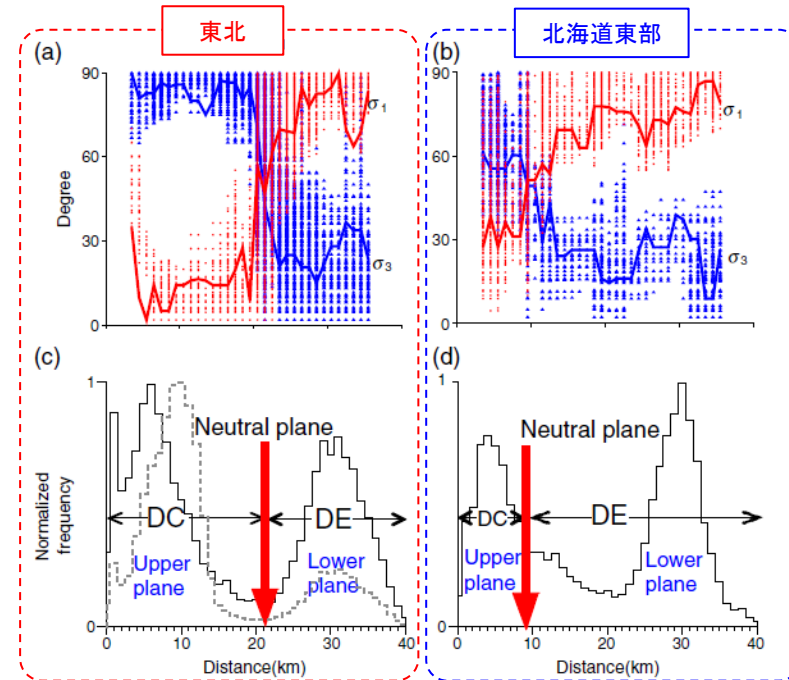 東北
北海道東部
(a)
90
60
30
0
Degree
σ1
σ3
(b)
90
60
30
0
σ1
σ3
(c)
1
0
Normalized
frequency
Neutral plane
DC
DE
Upper
plane
Lower
plane
0
10
20
30
40
Distance(km)
(d)
1
0
Neutral plane
DC
DE
Upper
plane
Lower
plane
0
10
20
30
40
Distance(km)